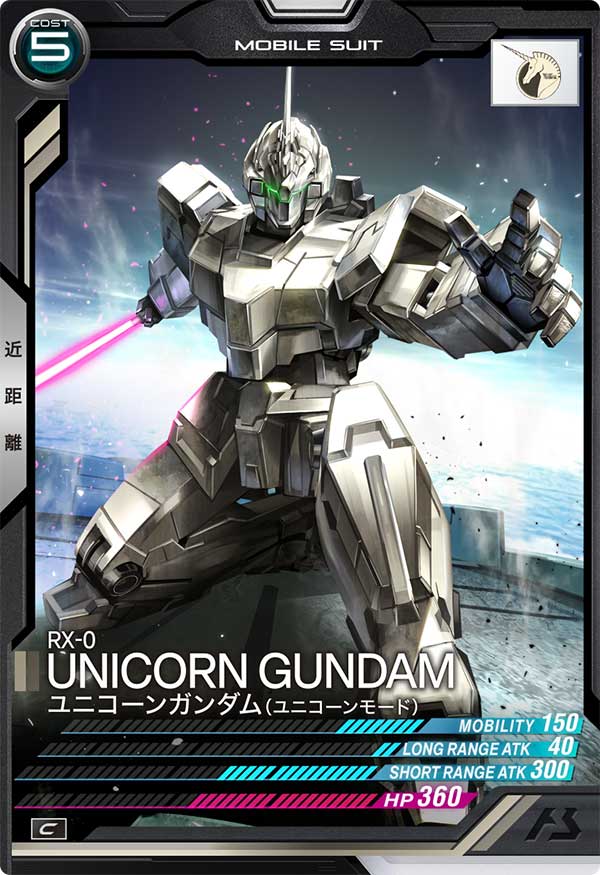 COST
5
MOBILE SUIT
近距離
RX-0
UNICORN GUNDAM
ユニコーンガンダム(ユニコーンモード)
MOBILITY 150
LONG RANGE ATK 40
SHORT RANGE ATK 300
HP 360
C